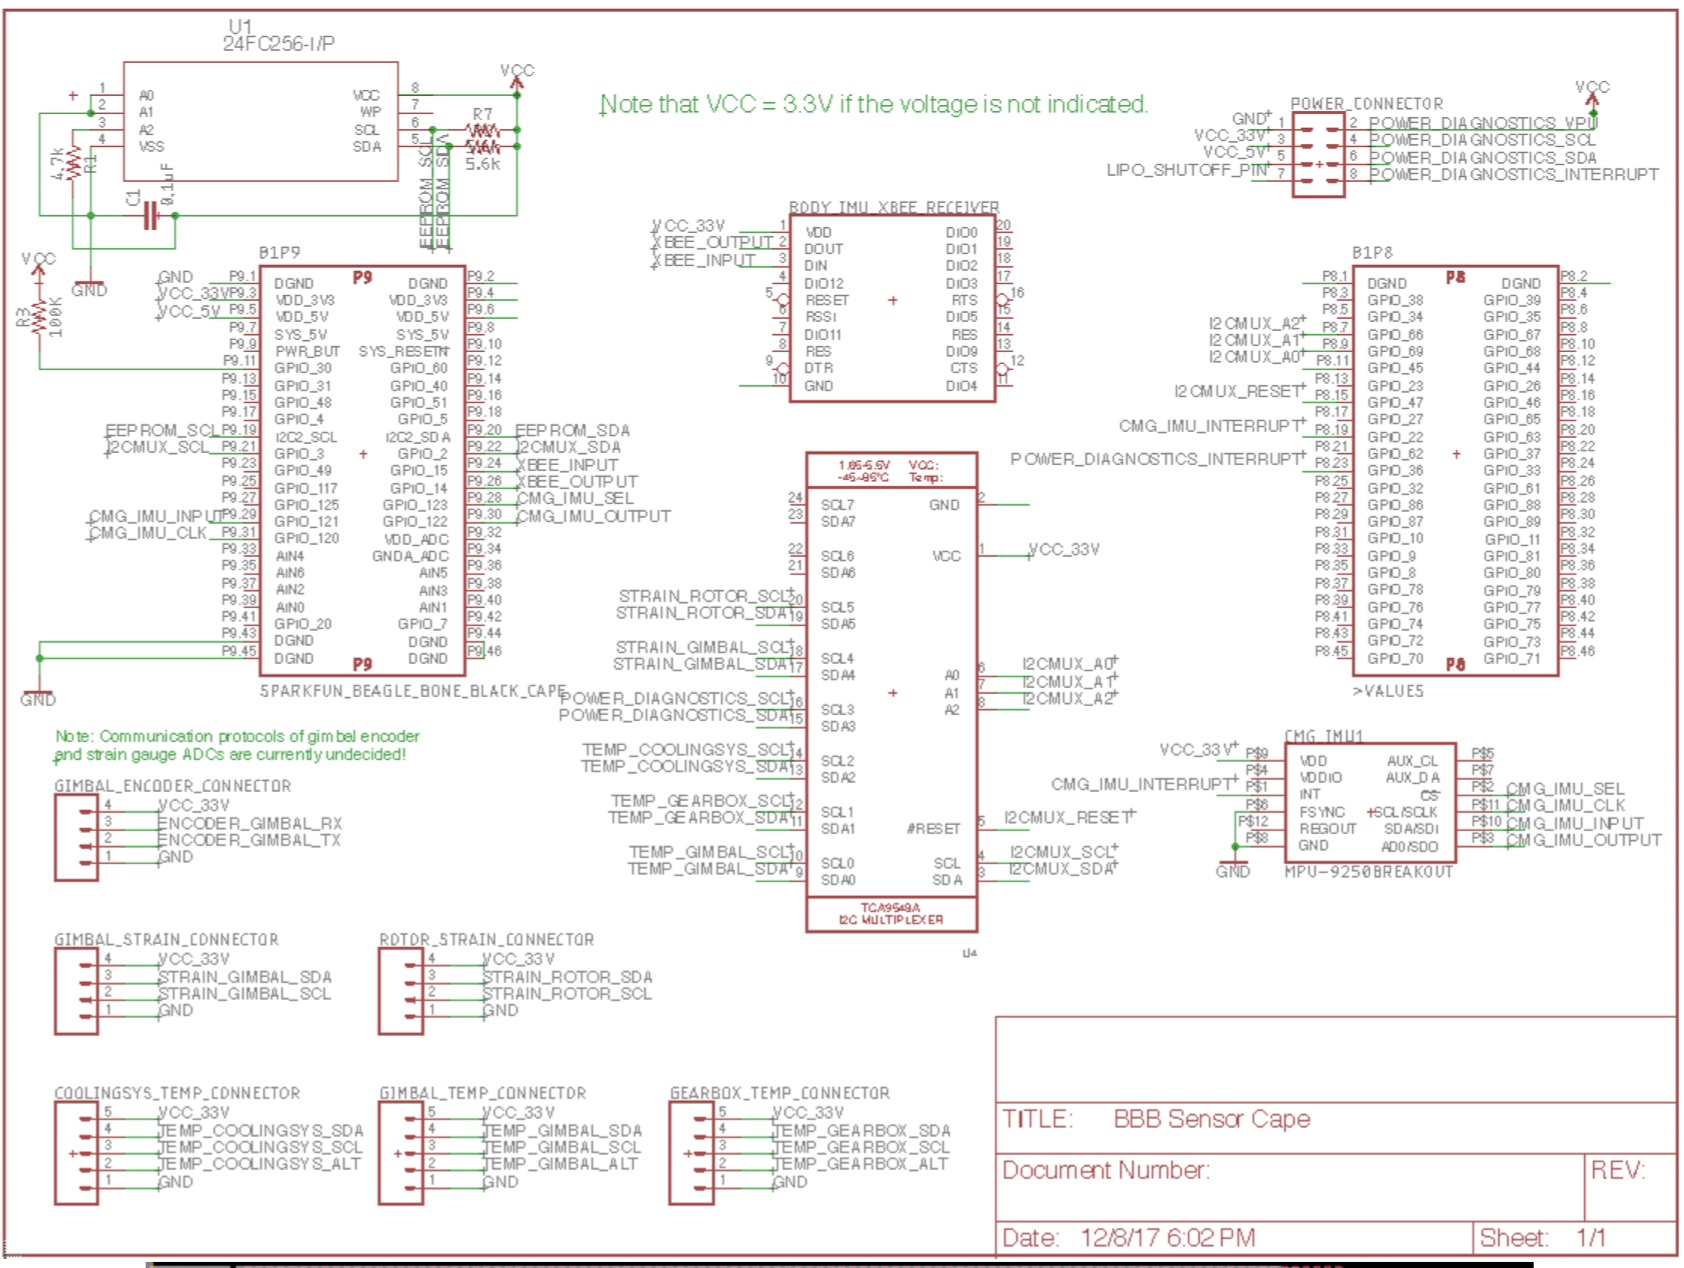 U1
24FC256-I/P
1 A0 VCC 8
2 A1 WP 7
3 A2 SCL 6
4 VSS SDA 5
VCC
R7
5.6k
4.7k
R1
C1
0.1uF
EEPROM_SCL
EEPROM_SDA
GND
VCC
R3
100K
Note that VCC = 3.3V if the voltage is not indicated.
POWER_CONNECTOR
VCC
GND 1 2 POWER_DIAGNOSTICS_VPU
VCC_33V 3 4 POWER_DIAGNOSTICS_SCL
VCC_5V 5 6 POWER_DIAGNOSTICS_SDA
LIPO_SHUTOFF_PIN 7 8 POWER_DIAGNOSTICS_INTERRUPT
B1P9
P9 
GND P9.1 DGND DGND P9.2
VCC_33V P9.3 VDD_3V3 VDD_3V3 P9.4
VCC_5V P9.5 VDD_5V VDD_5V P9.6
P9.7 SYS_5V SYS_5V P9.8
P9.9 PWR_BUT SYS_RESETN P9.10
P9.11 GPIO_30 GPIO_60 P9.12
P9.13 GPIO_31 GPIO_40 P9.14
P9.15 GPIO_48 GPIO_51 P9.16
P9.17 GPIO_4 GPIO_5 P9.18
EEPROM_SCL P9.19 I2C2_SCL I2C2_SDA P9.20 EEPROM_SDA
I2CMUX_SCL P9.21 GPIO_3 GPIO_2 P9.22 I2CMUX_SDA
P9.23 GPIO_49 GPIO_15 P9.24 XBEE_INPUT
P9.25 GPIO_117 GPIO_14 P9.26 XBEE_OUTPUT
P9.27 GPIO_125 GPIO_123 P9.28 CMG_IMU_SEL
CMG_IMU_INPUT P9.29 GPIO_121 GPIO_122 P9.30 CMG_IMU_OUTPUT
CMG_IMU_CLK P9.31 GPIO_120 VDD_ADC P9.32
P9.33 AIN4 GNDA_ADC P9.34
P9.35 AIN6 AIN5 P9.36
P9.37 AIN2 AIN3 P9.38
P9.39 AIN0 AIN1 P9.40
P9.41 GPIO_20 GPIO_7 P9.42
P9.43 DGND DGND P9.44
P9.45 DGND DGND P9.46
P9
SPARKFUN_BEAGLE_BONE_BLACK_CAPE
GND
BODY_IMU_XBEE_RECEIVER
VCC_33V 1 VDD DIO0 20
XBEE_OUTPUT 2 DOUT DIO1 19
XBEE_INPUT 3 DIN DIO2 18
4 DIO12 DIO3 17
5 RESET RTS 16
6 RSSI DIO5 15
7 DIO11 RES 14
8 RES DIO9 13
9 DTR CTS 12
10 GND DIO4 11
B1P8
P8
P8.1 DGND DGND P8.2
P8.3 GPIO_38 GPIO_39 P8.4
P8.5 GPIO_34 GPIO_35 P8.6
I2CMUX_A2 P8.7 GPIO_66 GPIO_67 P8.8
I2CMUX_A1 P8.9 GPIO_69 GPIO_68 P8.10
I2CMUX_A0 P8.11 GPIO_45 GPIO_44 P8.12
P8.13 GPIO_23 GPIO_26 P8.14
I2CMUX_RESET P8.15 GPIO_47 GPIO_46 P8.16
P8.17 GPIO_27 GPIO_65 P8.18
CMG_IMU_INTERRUPT P8.19 GPIO_22 GPIO_63 P8.20
P8.21 GPIO_62 GPIO_37 P8.22
POWER_DIAGNOSTICS_INTERRUPT P8.23 GPIO_36 GPIO_33 P8.24
P8.25 GPIO_32 GPIO_61 P8.26
P8.27 GPIO_86 GPIO_88 P8.28
P8.29 GPIO_87 GPIO_89 P8.30
P8.31 GPIO_10 GPIO_11 P8.32
P8.33 GPIO_9 GPIO_81 P8.34
P8.35 GPIO_8 GPIO_80 P8.36
P8.37 GPIO_78 GPIO_79 P8.38
P8.39 GPIO_76 GPIO_77 P8.40
P8.41 GPIO_74 GPIO_75 P8.42
P8.43 GPIO_72 GPIO_73 P8.44
P8.45 GPIO_70 GPIO_71 P8.46
P8
>VALUES
1.65-5.5V VCC:
-45~85°C Temp:
24 SCL7 GND 2
23 SDA7
22 SCL6 VCC 1 VCC_33V
21 SDA6
STRAIN_ROTOR_SCL 20 SCL5
STRAIN_ROTOR_SDA 19 SDA5
STRAIN_GIMBAL_SCL 18 SCL4
STRAIN_GIMBAL_SDA 17 SDA4 A0 6 I2CMUX_A0
A1 7 I2CMUX_A1
POWER_DIAGNOSTICS_SCL 16 SCL3 A2 8 I2CMUX_A2
POWER_DIAGNOSTICS_SDA 15 SDA3
TEMP_COOLINGSYS_SCL 14 SCL2
TEMP_COOLINGSYS_SDA 13 SDA2
TEMP_GEARBOX_SCL 12 SCL1
TEMP_GEARBOX_SDA 11 SDA1 #RESET 5 I2CMUX_RESET
TEMP_GIMBAL_SCL 10 SCL0 SCL 4 I2CMUX_SCL
TEMP_GIMBAL_SDA 9 SDA0 SDA 3 I2CMUX_SDA
TCA9548A
I2C MULTIPLEXER
U4
CMG_IMU1
VCC_33V P$9 VDD AUX_CL P$5
P$4 VDDIO AUX_DA P$7
CMG_IMU_INTERRUPT P$1 INT CS P$2 CMG_IMU_SEL
P$6 FSYNC SCL/SCLK P$11 CMG_IMU_CLK
P$12 REGOUT SDA/SDI P$10 CMG_IMU_INPUT
P$8 GND AD0/SDO P$3 CMG_IMU_OUTPUT
GND
MPU-9250BREAKOUT
Note: Communication protocols of gimbal encoder
and strain gauge ADCs are currently undecided!
GIMBAL_ENCODER_CONNECTOR
4 VCC_33V
3 ENCODER_GIMBAL_RX
2 ENCODER_GIMBAL_TX
1 GND
GIMBAL_STRAIN_CONNECTOR
4 VCC_33V
3 STRAIN_GIMBAL_SDA
2 STRAIN_GIMBAL_SCL
1 GND
ROTOR_STRAIN_CONNECTOR
4 VCC_33V
3 STRAIN_ROTOR_SDA
2 STRAIN_ROTOR_SCL
1 GND
COOLINGSYS_TEMP_CONNECTOR
5 VCC_33V
4 TEMP_COOLINGSYS_SDA
3 TEMP_COOLINGSYS_SCL
2 TEMP_COOLINGSYS_ALT
1 GND
GIMBAL_TEMP_CONNECTOR
5 VCC_33V
4 TEMP_GIMBAL_SDA
3 TEMP_GIMBAL_SCL
2 TEMP_GIMBAL_ALT
1 GND
GEARBOX_TEMP_CONNECTOR
5 VCC_33V
4 TEMP_GEARBOX_SDA
3 TEMP_GEARBOX_SCL
2 TEMP_GEARBOX_ALT
1 GND
TITLE: BBB Sensor Cape
Document Number:
REV:
Date: 12/8/17 6:02 PM
Sheet: 1/1